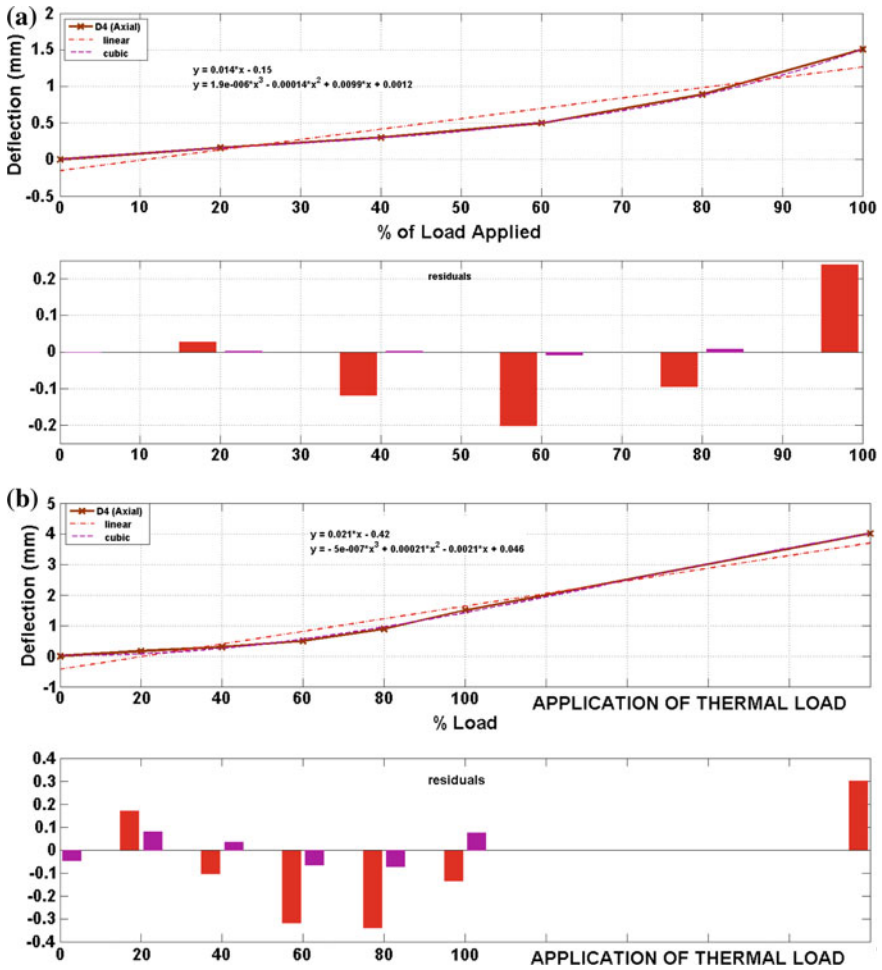 (a)
2
1.5
1
0.5
0
-0.5
Deflection (mm)
D4 (Axial)
linear
cubic
y = 0.014*x - 0.15
y = 1.9e-006*x3 - 0.00014*x2 + 0.0099*x + 0.0012
0 10 20 30 40 50 60 70 80 90 100
% of Load Applied
residuals
0.2
0.1
0
-0.1
-0.2
0 10 20 30 40 50 60 70 80 90 100
(b)
5
4
3
2
1
0
-1
Deflection (mm)
D4 (Axial)
linear
cubic
y = 0.021*x - 0.42
y = - 5e-007*x3 + 0.00021*x2 - 0.0021*x + 0.046
0 20 40 60 80 100
APPLICATION OF THERMAL LOAD
% Load
residuals
0.4
0.3
0.2
0.1
0
-0.1
-0.2
-0.3
-0.4
0 20 40 60 80 100
APPLICATION OF THERMAL LOAD